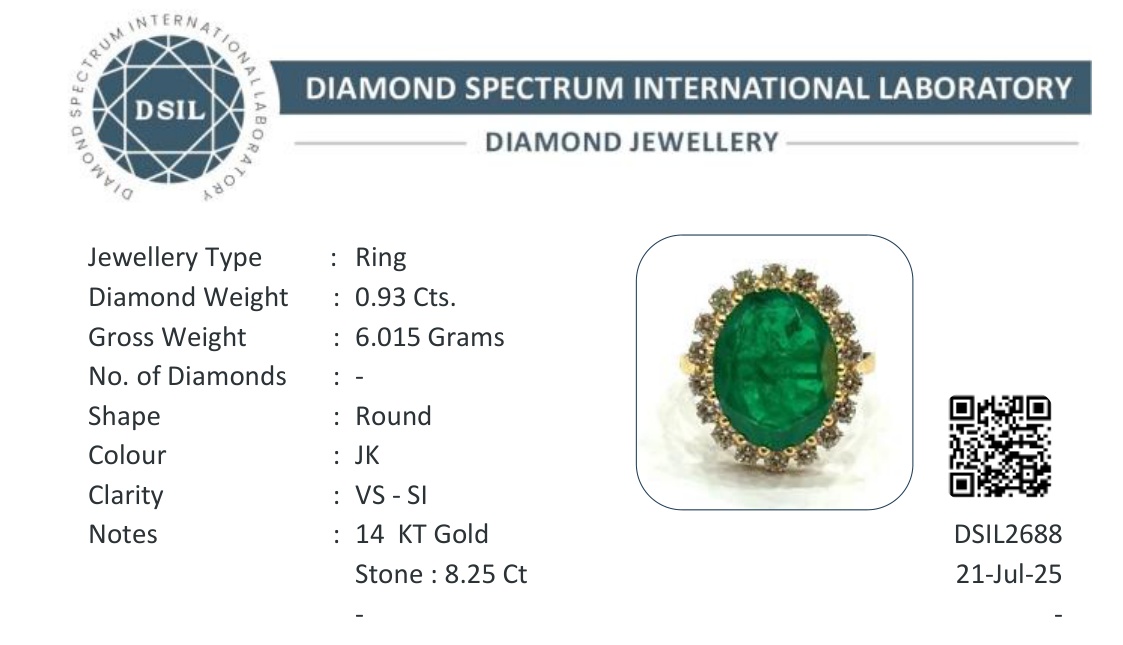 DIAMOND SPECTRUM INTERNATIONAL LABORATORY
DSIL
DIAMOND SPECTRUM INTERNATIONAL LABORATORY
DIAMOND JEWELLERY
Jewellery Type : Ring
Diamond Weight : 0.93 Cts.
Gross Weight : 6.015 Grams
No. of Diamonds : -
Shape : Round
Colour : JK
Clarity : VS - SI
Notes : 14 KT Gold
Stone : 8.25 Ct
-
DSIL2688
21-Jul-25
-